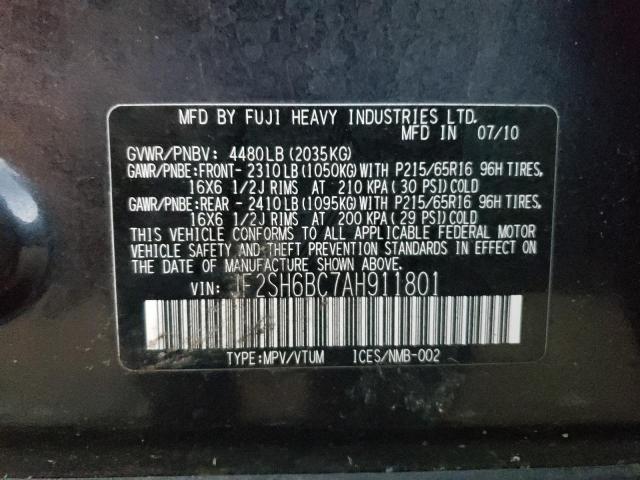 MFD BY FUJI HEAVY INDUSTRIES LTD.
MFD IN 07/10
GVWR/PNBV: 4480LB(2035KG)
GAWR/PNBE:FRONT- 2310LB(1050KG)WITH P215/65R16 96H TIRES,
16X6 1/2J RIMS AT 210 KPA(30 PSI)COLD
GAWR/PNBE:REAR - 2410LB(1095KG)WITH P215/65R16 96H TIRES,
16X6 1/2J RIMS AT 200 KPA(29 PSI)COLD
THIS VEHICLE CONFORMS TO ALL APPLICABLE FEDERAL MOTOR
VEHICLE SAFETY AND THEFT PREVENTION STANDARDS IN EFFECT ON
THE DATE OF MANUFACTURE SHOWN ABOVE.
VIN: JF2SH6BC7AH911801
TYPE:MPV/VTUM ICES/NMB-002